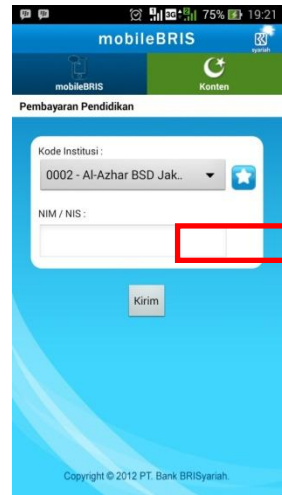 3G 75% 19:21
mobileBRIS
syariah
mobileBRIS
Konten
Pembayaran Pendidikan
Kode Institusi :
0002 - Al-Azhar BSD Jak..
NIM / NIS :
Kirim
Copyright © 2012 PT. Bank BRISyariah.